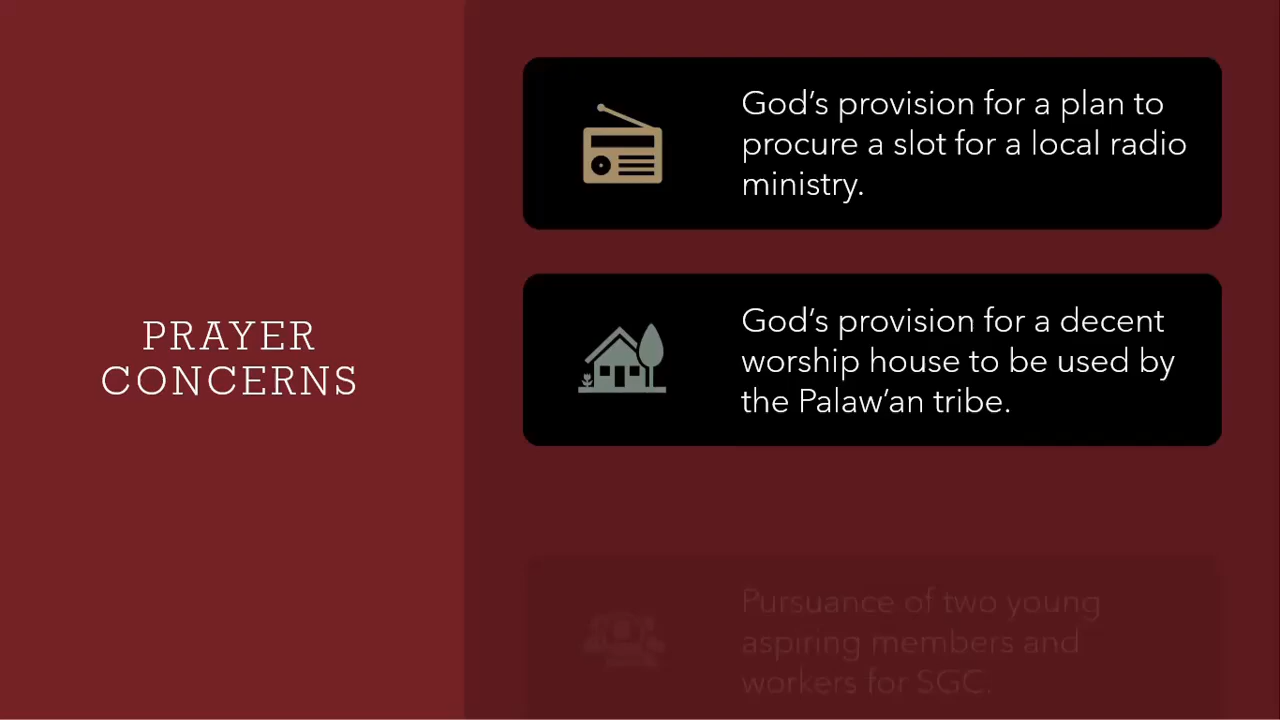 PRAYER
CONCERNS
God's provision for a plan to
procure a slot for a local radio
ministry.
God's provision for a decent
worship house to be used by
the Palaw'an tribe.
Pursuance of two young
aspiring members and
workers for SGC.